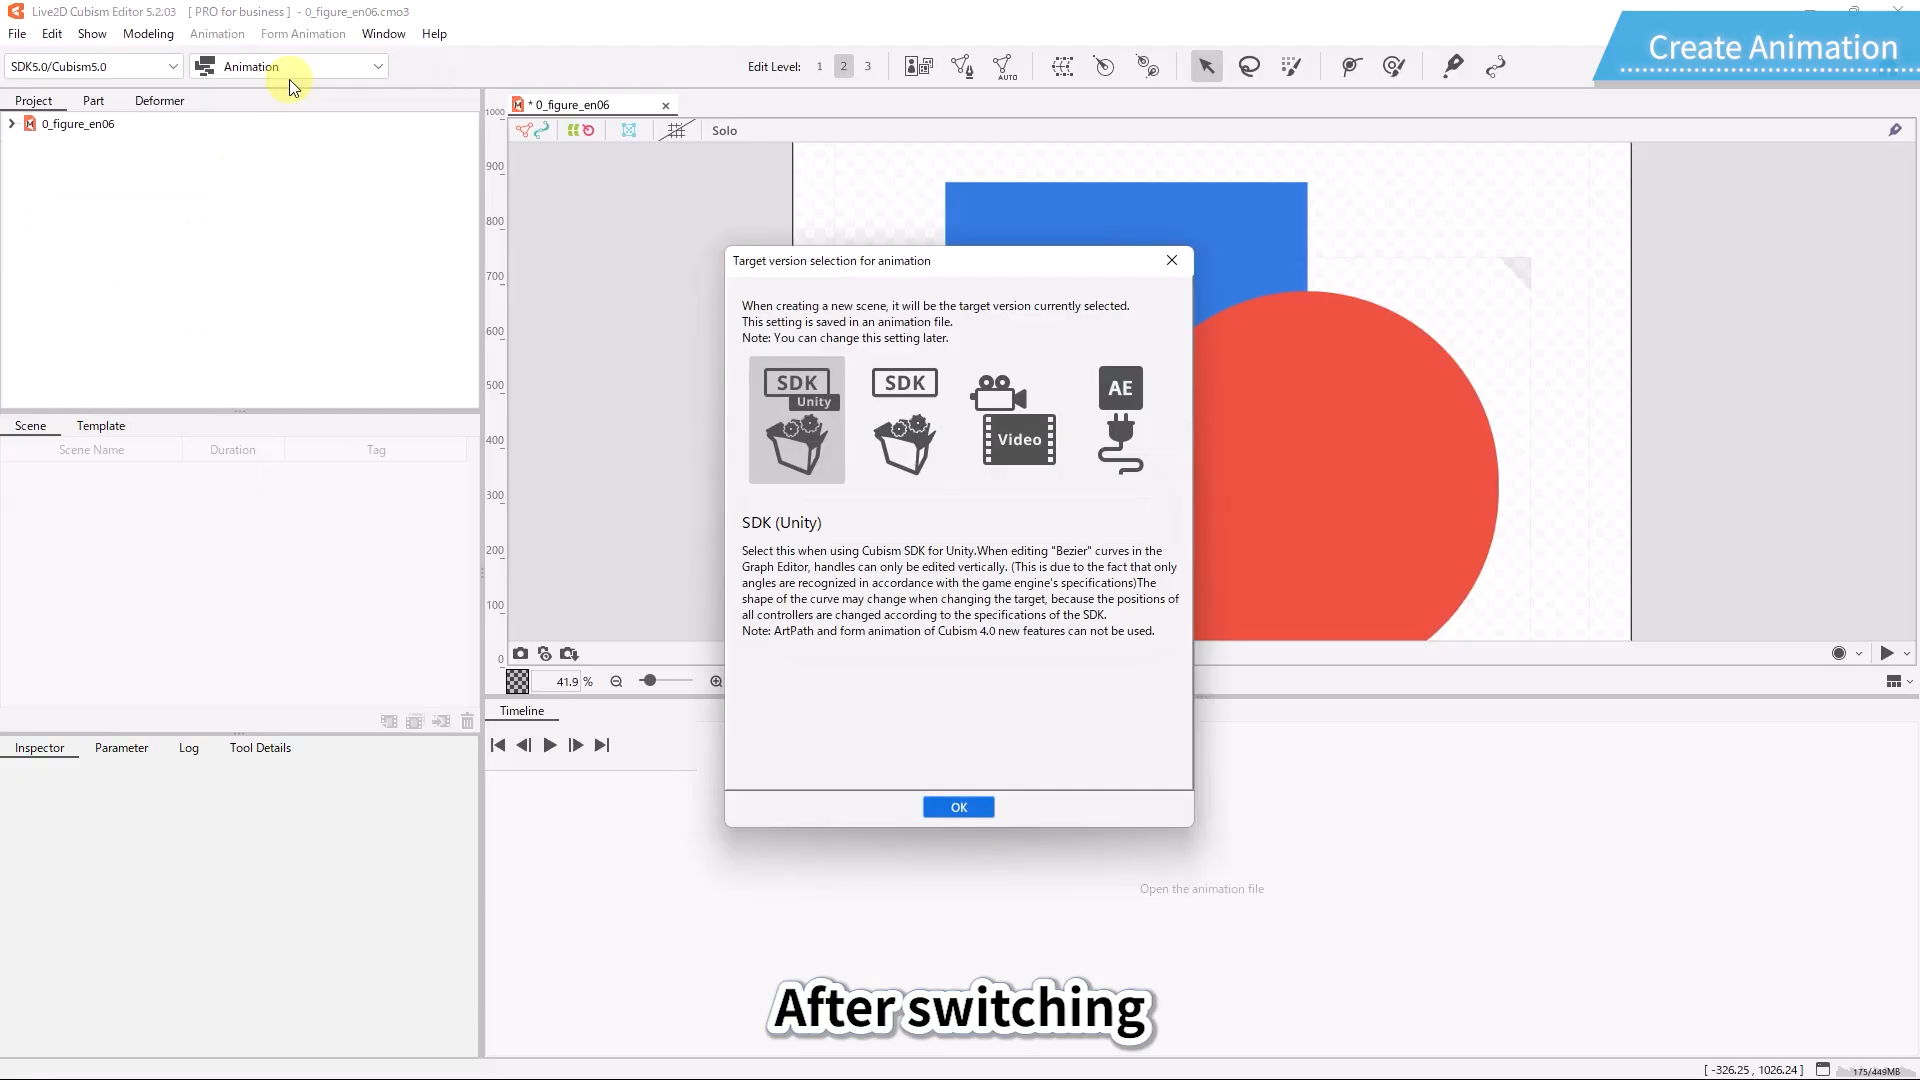 Live2D Cubism Editor 5.2.03 [ PRO for business ] - 0_figure_en06.cmo3
File Edit Show Modeling Animation Form Animation Window Help
Create Animation
SDK5.0/Cubism5.0
Animation
Edit Level: 1 2 3
AUTO
Project Part Deformer
0_figure_en06
* 0_figure_en06
Solo
1000
900
800
700
600
500
400
300
200
100
0
Target version selection for animation
When creating a new scene, it will be the target version currently selected.
This setting is saved in an animation file.
Note: You can change this setting later.
SDK Unity
SDK
Video
AE
SDK (Unity)
Select this when using Cubism SDK for Unity.When editing "Bezier" curves in the
Graph Editor, handles can only be edited vertically. (This is due to the fact that only
angles are recognized in accordance with the game engine's specifications)The
shape of the curve may change when changing the target, because the positions of
all controllers are changed according to the specifications of the SDK.
Note: ArtPath and form animation of Cubism 4.0 new features can not be used.
OK
Scene Template
Scene Name Duration Tag
41.9 %
Timeline
Inspector Parameter Log Tool Details
Open the animation file
After switching
[ -326.25 , 1026.24 ]
175/449MB